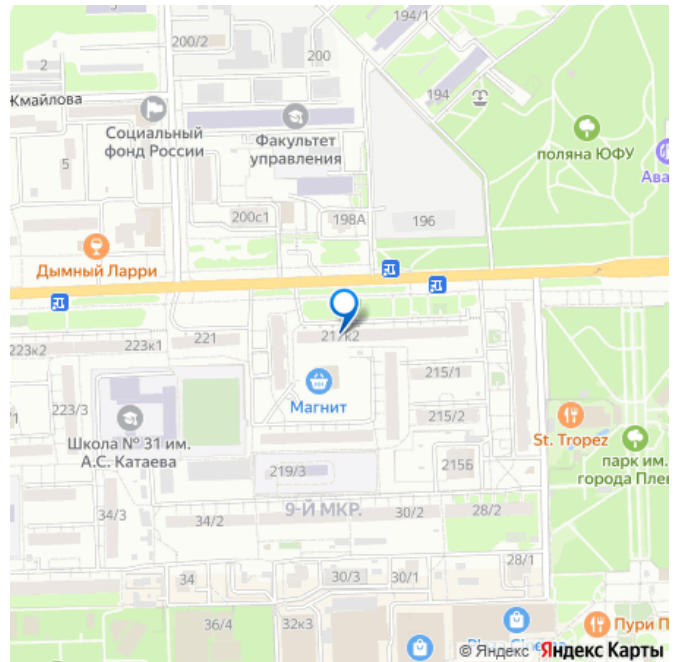 194/1
200/2
200
2
194
Жмайлова
Социальный
фонд России
Факультет
управления
поляна ЮФУ
Ава
5
200с1
198А
196
Дымный Ларри
217к2
221
223к1
223к2
215/1
Магнит
223/3
1
215/2
St. Tropez
Школа № 31 им.
А.С. Катаева
парк им.
города Плев
219/3
215Б
9-Й МКР.
34/3
34/2
30/2
28/2
28/1
34
30/3
30/1
36/4
32к3
Пури П
© Яндекс Яндекс Карты